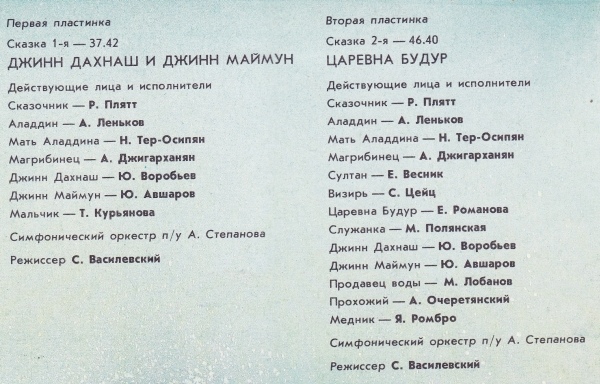 Первая пластинка
Сказка 1-я — 37.42
ДЖИНН ДАХНАШ И ДЖИНН МАЙМУН
Действующие лица и исполнители
Сказочник — Р. Плятт
Аладдин — А. Леньков
Мать Аладдина — Н. Тер-Осипян
Магрибинец — А. Джигарханян
Джинн Дахнаш — Ю. Воробьев
Джинн Маймун — Ю. Авшаров
Мальчик — Т. Курьянова
Симфонический оркестр п/у А. Степанова
Режиссер С. Василевский
Вторая пластинка
Сказка 2-я — 46.40
ЦАРЕВНА БУДУР
Действующие лица и исполнители
Сказочник — Р. Плятт
Аладдин — А. Леньков
Мать Аладдина — Н. Тер-Осипян
Магрибинец — А. Джигарханян
Султан — Е. Весник
Визирь — С. Цейц
Царевна Будур — Е. Романова
Служанка — М. Полянская
Джинн Дахнаш — Ю. Воробьев
Джинн Маймун — Ю. Авшаров
Продавец воды — М. Лобанов
Прохожий — А. Очеретянский
Медник — Я. Ромбро
Симфонический оркестр п/у А. Степанова
Режиссер С. Василевский